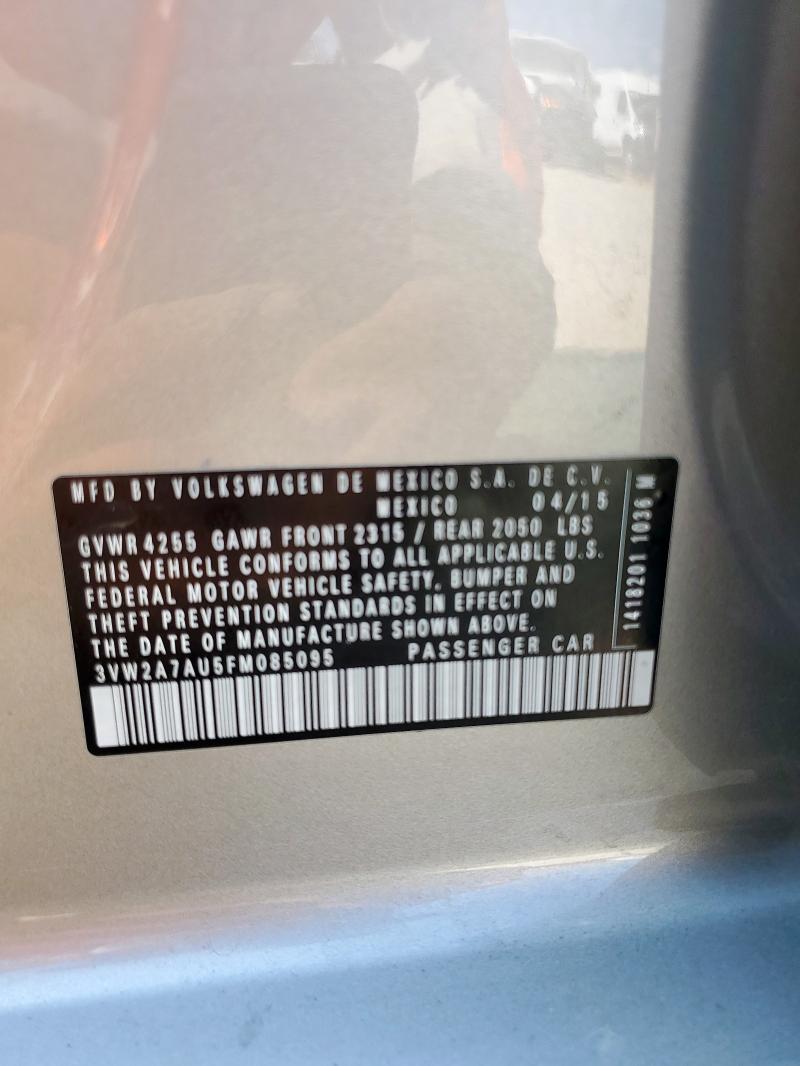 MFD BY VOLKSWAGEN DE MEXICO S.A. DE C.V.
MEXICO 04/15
GVWR 4255 GAWR FRONT 2315 / REAR 2050 LBS
THIS VEHICLE CONFORMS TO ALL APPLICABLE U.S.
FEDERAL MOTOR VEHICLE SAFETY, BUMPER AND
THEFT PREVENTION STANDARDS IN EFFECT ON
THE DATE OF MANUFACTURE SHOWN ABOVE.
3VW2A7AU5FM085095 PASSENGER CAR
1418201 1036 M